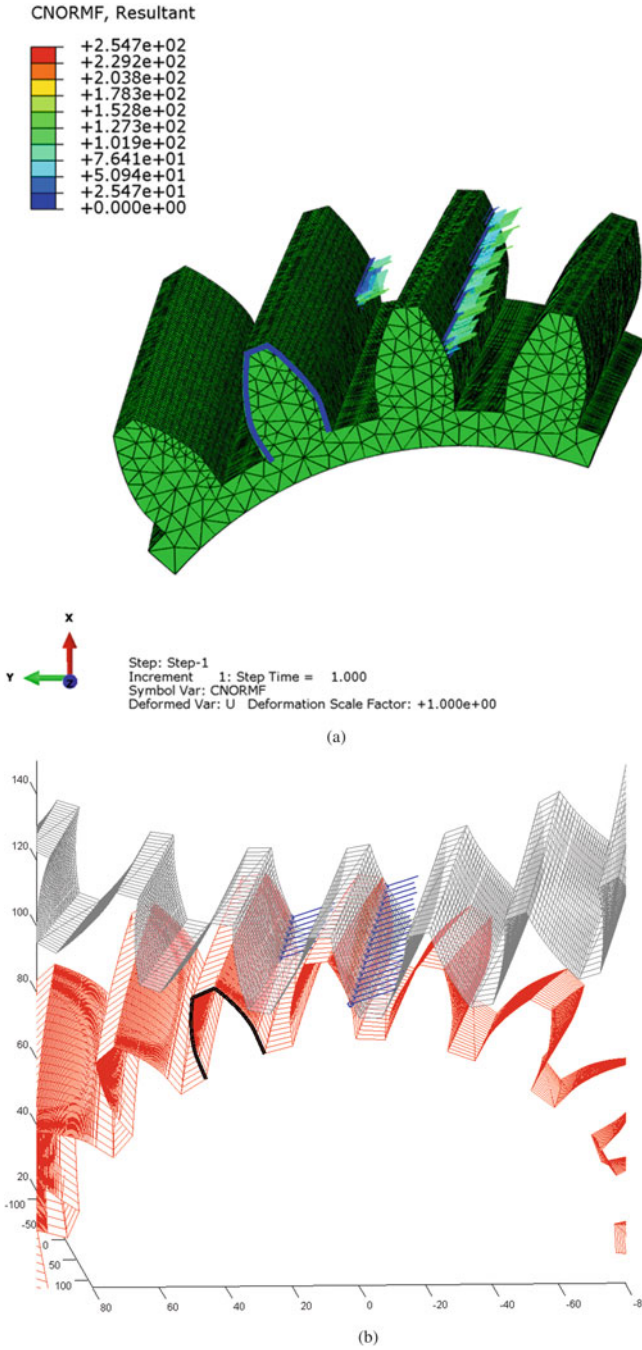 CNORMF, Resultant
+2.547e+02
+2.292e+02
+2.038e+02
+1.783e+02
+1.528e+02
+1.273e+02
+1.019e+02
+7.641e+01
+5.094e+01
+2.547e+01
+0.000e+00
X
Y
Z
Step: Step-1
Increment 1: Step Time = 1.000
Symbol Var: CNORMF
Deformed Var: U Deformation Scale Factor: +1.000e+00
(a)
140
120
100
80
60
40
20
-100
-50
0
50
100
80 60 40 20 0 -20 -40 -60 -8
(b)